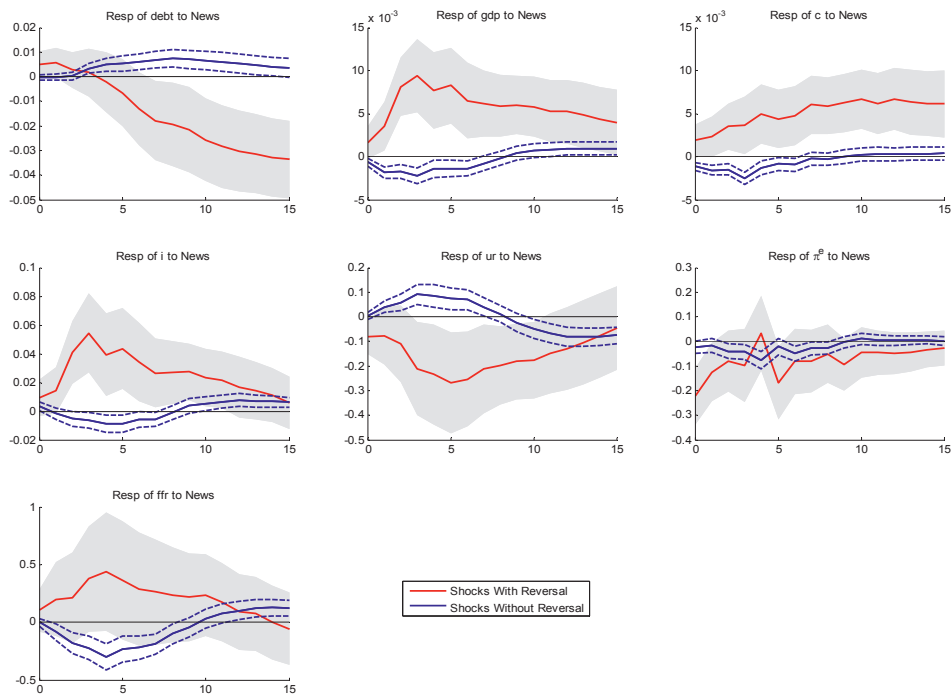 Resp of debt to News
0.02
0.01
0
-0.01
-0.02
-0.03
-0.04
-0.05
0 5 10 15
Resp of gdp to News
x 10^-3
15
10
5
0
-5
0 5 10 15
Resp of c to News
x 10^-3
15
10
5
0
-5
0 5 10 15
Resp of i to News
0.1
0.08
0.06
0.04
0.02
0
-0.02
0 5 10 15
Resp of ur to News
0.2
0.1
0
-0.1
-0.2
-0.3
-0.4
-0.5
0 5 10 15
Resp of π^e to News
0.3
0.2
0.1
0
-0.1
-0.2
-0.3
-0.4
0 5 10 15
Resp of ffr to News
1
0.5
0
-0.5
0 5 10 15
Shocks With Reversal
Shocks Without Reversal